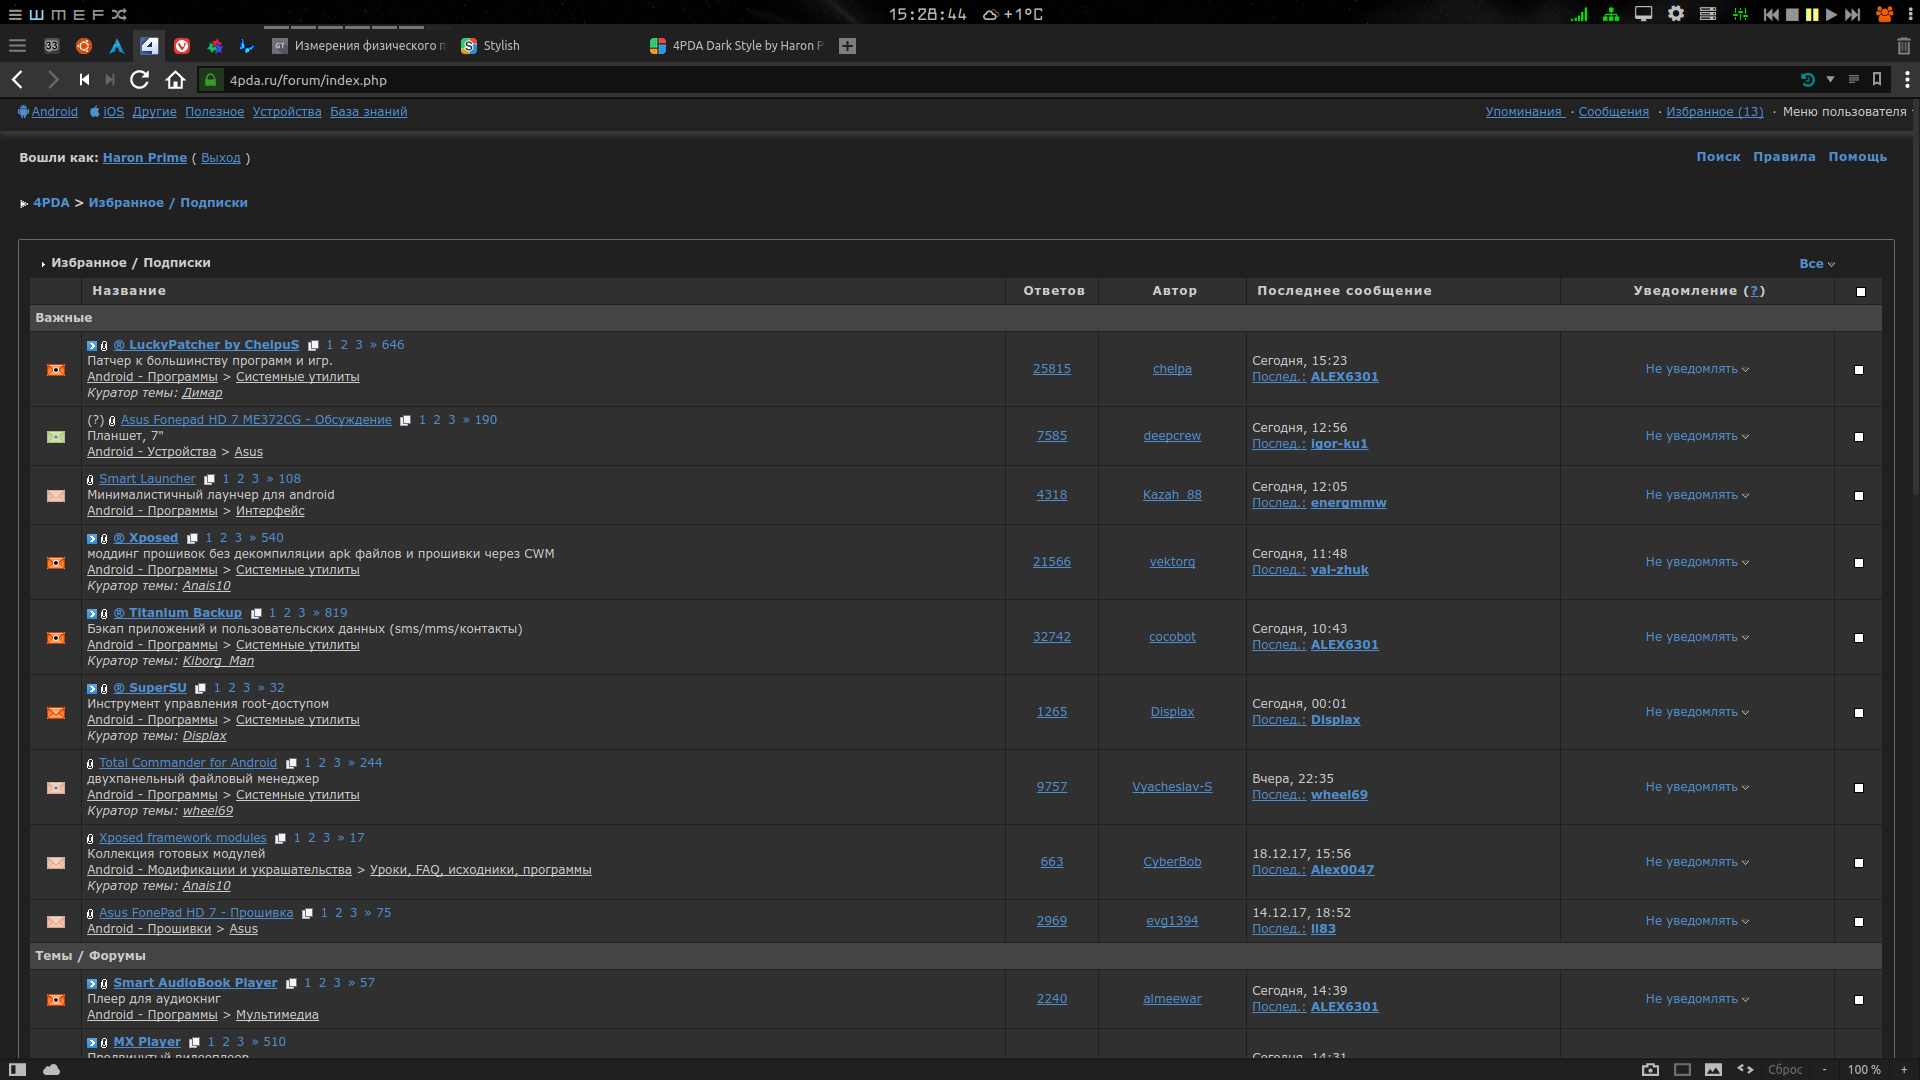 15:28:44 +1°C
33 GT Измерения физического п Stylish 4PDA Dark Style by Haron P
4pda.ru/forum/index.php
Android iOS Другие Полезное Устройства База знаний Упоминания · Сообщения · Избранное (13) · Меню пользователя
Вошли как: Haron Prime ( Выход ) Поиск Правила Помощь
4PDA > Избранное / Подписки
Избранное / Подписки Все
Название Ответов Автор Последнее сообщение Уведомление (?)
Важные
® LuckyPatcher by ChelpuS 1 2 3 » 646
Патчер к большинству программ и игр.
Android - Программы > Системные утилиты
Куратор темы: Димар
25815 chelpa Сегодня, 15:23
Послед.: ALEX6301
Не уведомлять
(?) Asus Fonepad HD 7 ME372CG - Обсуждение 1 2 3 » 190
Планшет, 7"
Android - Устройства > Asus
7585 deepcrew Сегодня, 12:56
Послед.: igor-ku1
Не уведомлять
Smart Launcher 1 2 3 » 108
Минималистичный лаунчер для android
Android - Программы > Интерфейс
4318 Kazah_88 Сегодня, 12:05
Послед.: energmmw
Не уведомлять
® Xposed 1 2 3 » 540
моддинг прошивок без декомпиляции apk файлов и прошивки через CWM
Android - Программы > Системные утилиты
Куратор темы: Anais10
21566 vektorq Сегодня, 11:48
Послед.: val-zhuk
Не уведомлять
® Titanium Backup 1 2 3 » 819
Бэкап приложений и пользовательских данных (sms/mms/контакты)
Android - Программы > Системные утилиты
Куратор темы: Kiborg_Man
32742 cocobot Сегодня, 10:43
Послед.: ALEX6301
Не уведомлять
® SuperSU 1 2 3 » 32
Инструмент управления root-доступом
Android - Программы > Системные утилиты
Куратор темы: Displax
1265 Displax Сегодня, 00:01
Послед.: Displax
Не уведомлять
Total Commander for Android 1 2 3 » 244
двухпанельный файловый менеджер
Android - Программы > Системные утилиты
Куратор темы: wheel69
9757 Vyacheslav-S Вчера, 22:35
Послед.: wheel69
Не уведомлять
Xposed framework modules 1 2 3 » 17
Коллекция готовых модулей
Android - Модификации и украшательства > Уроки, FAQ, исходники, программы
Куратор темы: Anais10
663 CyberBob 18.12.17, 15:56
Послед.: Alex0047
Не уведомлять
Asus FonePad HD 7 - Прошивка 1 2 3 » 75
Android - Прошивки > Asus
2969 evg1394 14.12.17, 18:52
Послед.: ll83
Не уведомлять
Темы / Форумы
Smart AudioBook Player 1 2 3 » 57
Плеер для аудиокниг
Android - Программы > Мультимедиа
2240 almeewar Сегодня, 14:39
Послед.: ALEX6301
Не уведомлять
MX Player 1 2 3 » 510
Продвинутый видеоплеер
Сегодня, 14:31
Сброс - 100 % +